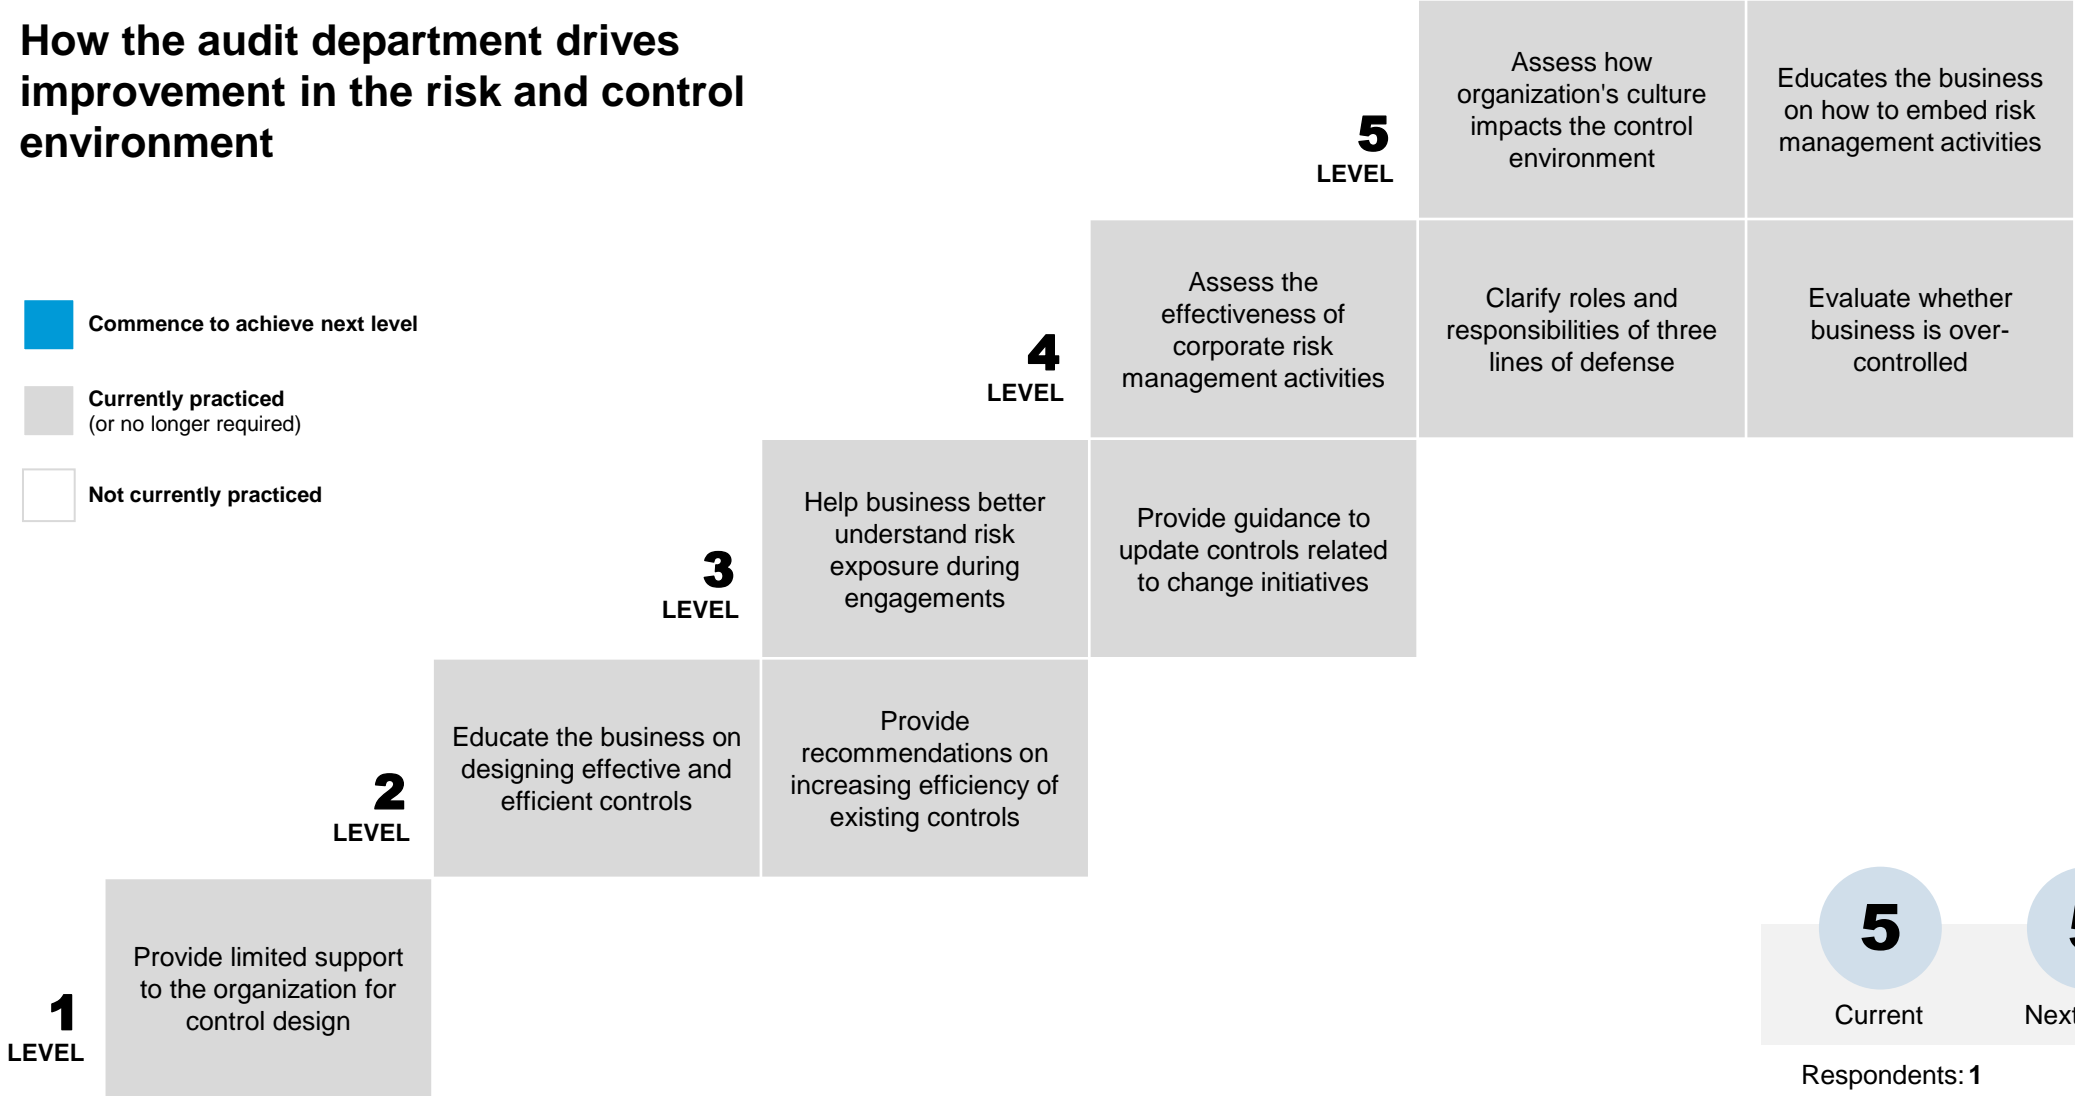 How the audit department drives
improvement in the risk and control
environment
Commence to achieve next level
Currently practiced
(or no longer required)
Not currently practiced
5
LEVEL
Assess how
organization's culture
impacts the control
environment
Educates the business
on how to embed risk
management activities
4
LEVEL
Assess the
effectiveness of
corporate risk
management activities
Clarify roles and
responsibilities of three
lines of defense
Evaluate whether
business is over-
controlled
3
LEVEL
Help business better
understand risk
exposure during
engagements
Provide guidance to
update controls related
to change initiatives
2
LEVEL
Educate the business on
designing effective and
efficient controls
Provide
recommendations on
increasing efficiency of
existing controls
1
LEVEL
Provide limited support
to the organization for
control design
5
Current
Next
Respondents: 1